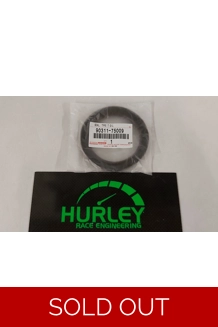 90311-75009
HURLEY
RACE ENGINEERING
SOLD OUT